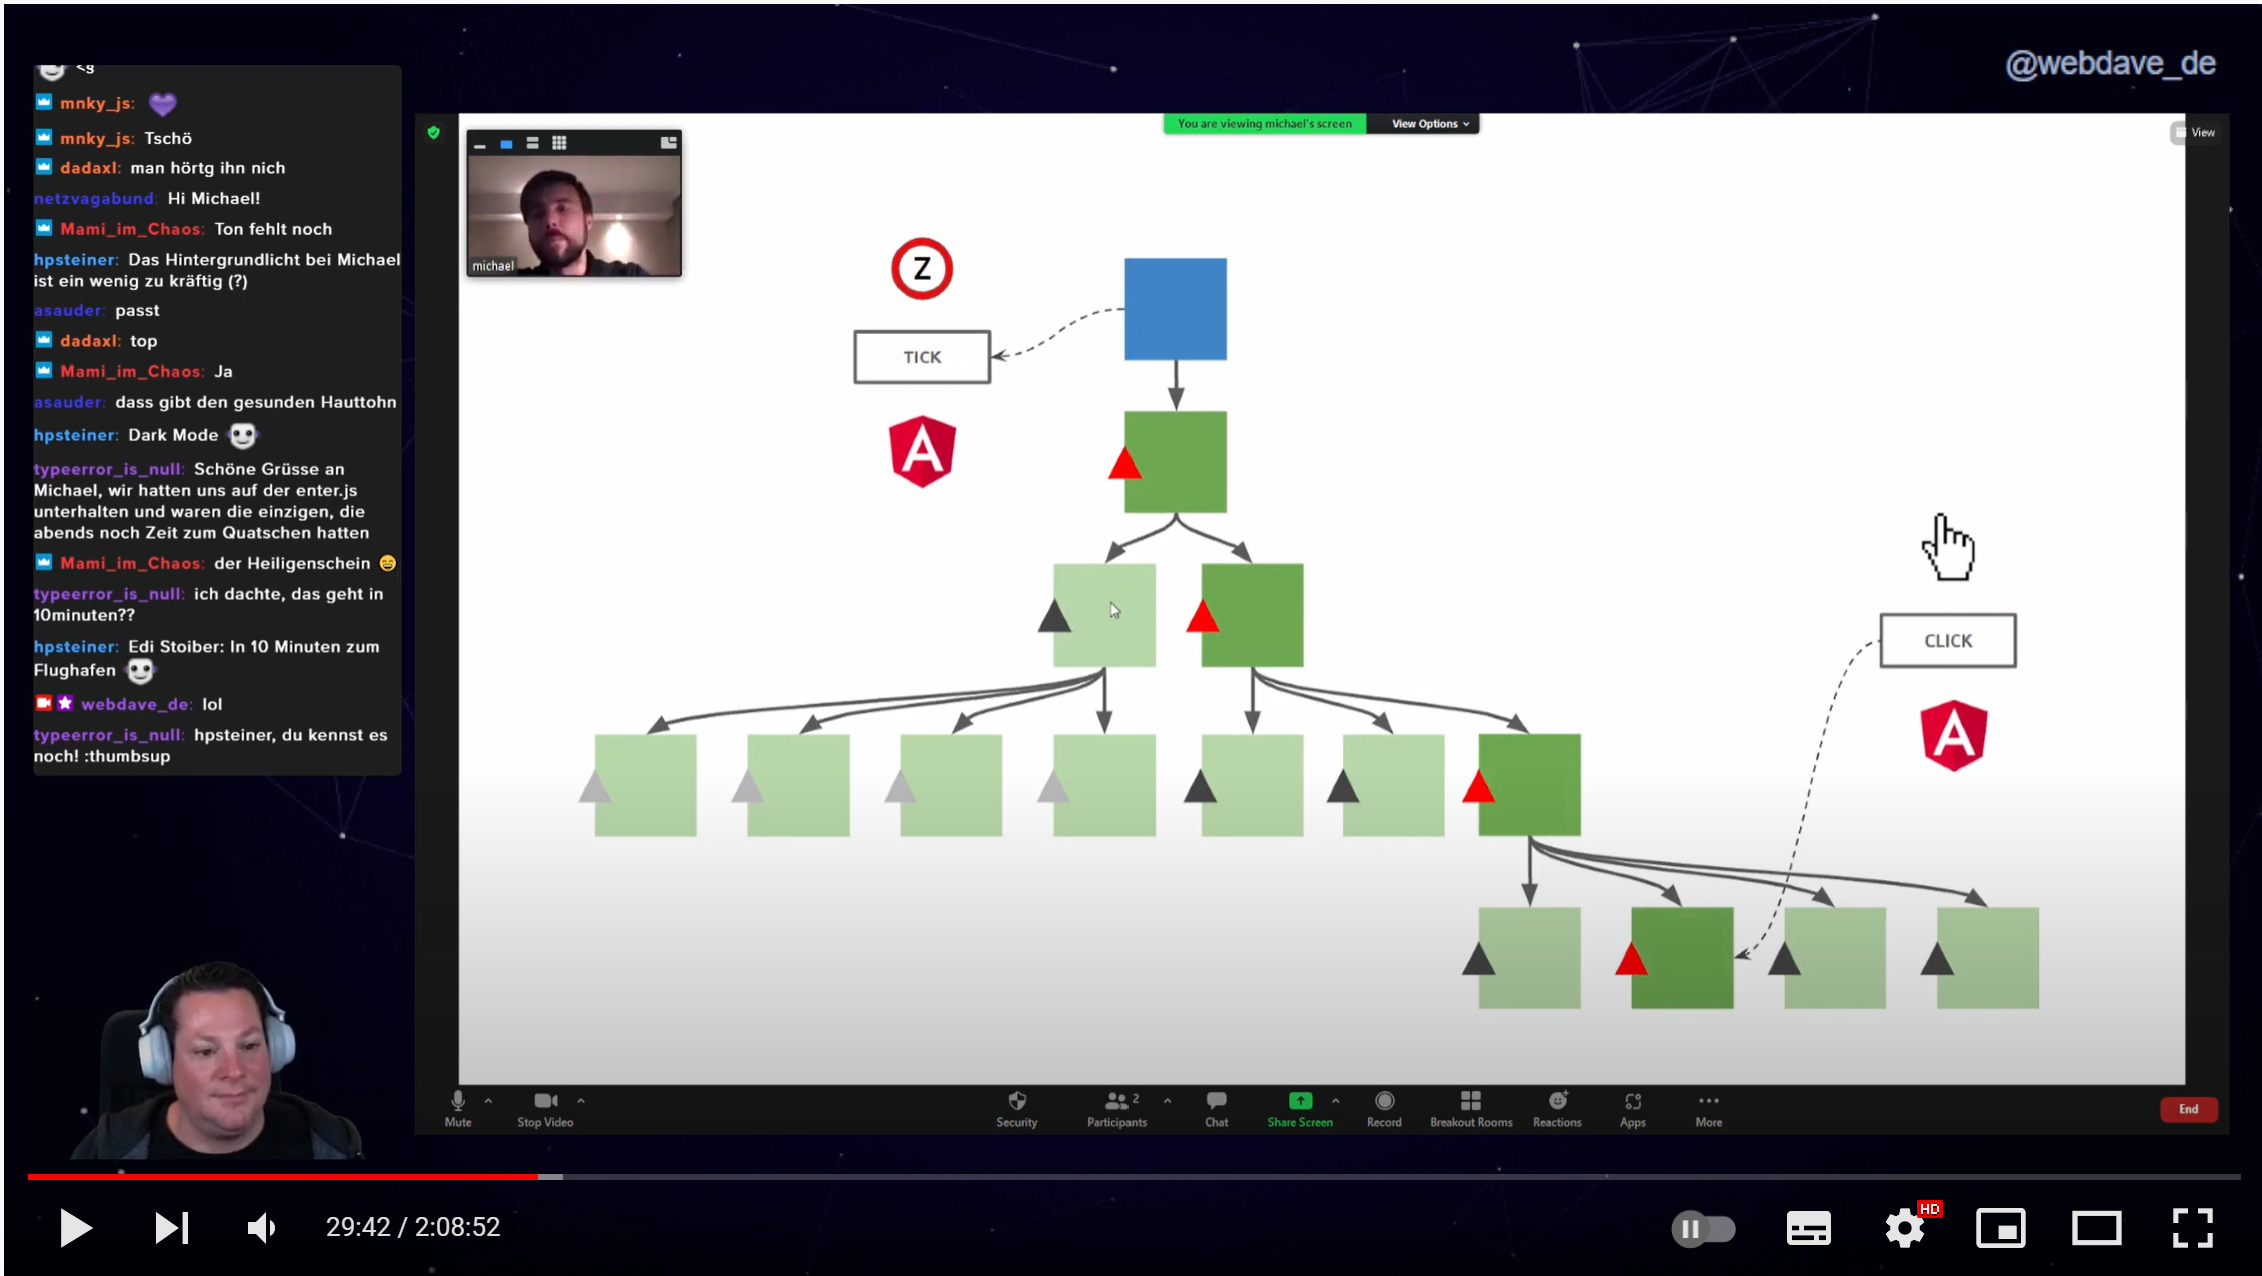 @webdave_de
<g
mnky_js:
mnky_js: Tschö
dadaxl: man hörtg ihn nich
netzvagabund: Hi Michael!
Mami_im_Chaos: Ton fehlt noch
hpsteiner: Das Hintergrundlicht bei Michael
ist ein wenig zu kräftig (?)
asauder: passt
dadaxl: top
Mami_im_Chaos: Ja
asauder: dass gibt den gesunden Hauttohn
hpsteiner: Dark Mode
typeerror_is_null: Schöne Grüsse an
Michael, wir hatten uns auf der enter.js
unterhalten und waren die einzigen, die
abends noch Zeit zum Quatschen hatten
Mami_im_Chaos: der Heiligenschein
typeerror_is_null: ich dachte, das geht in
10minuten??
hpsteiner: Edi Stoiber: In 10 Minuten zum
Flughafen
webdave_de: lol
typeerror_is_null: hpsteiner, du kennst es
noch! :thumbsup
You are viewing michael's screen
View Options
View
michael
Z
TICK
A
CLICK
A
Mute
Stop Video
Security
Participants 2
Chat
Share Screen
Record
Breakout Rooms
Reactions
Apps
More
End
29:42 / 2:08:52
HD